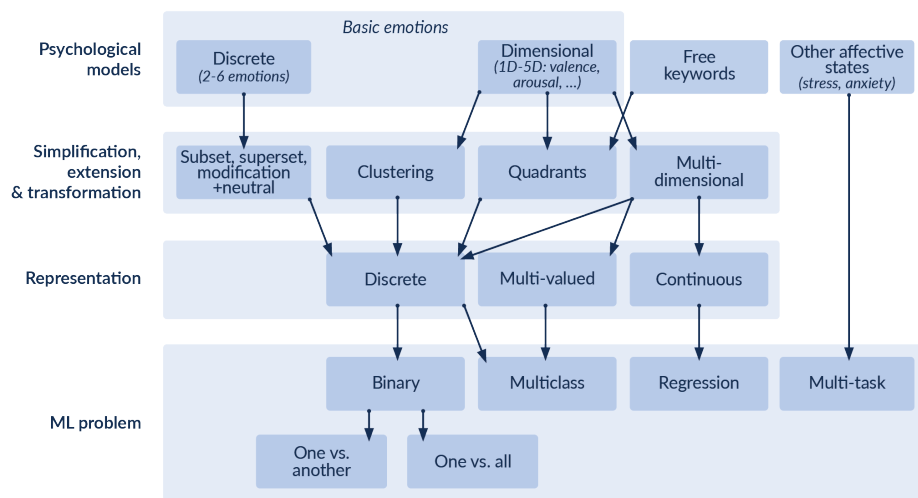 Basic emotions
Psychological
models
Discrete
(2-6 emotions)
Dimensional
(1D-5D: valence,
arousal, ...)
Free
keywords
Other affective
states
(stress, anxiety)
Simplification,
extension
& transformation
Subset, superset,
modification
+neutral
Clustering
Quadrants
Multi-
dimensional
Representation
Discrete
Multi-valued
Continuous
ML problem
Binary
Multiclass
Regression
Multi-task
One vs.
another
One vs. all